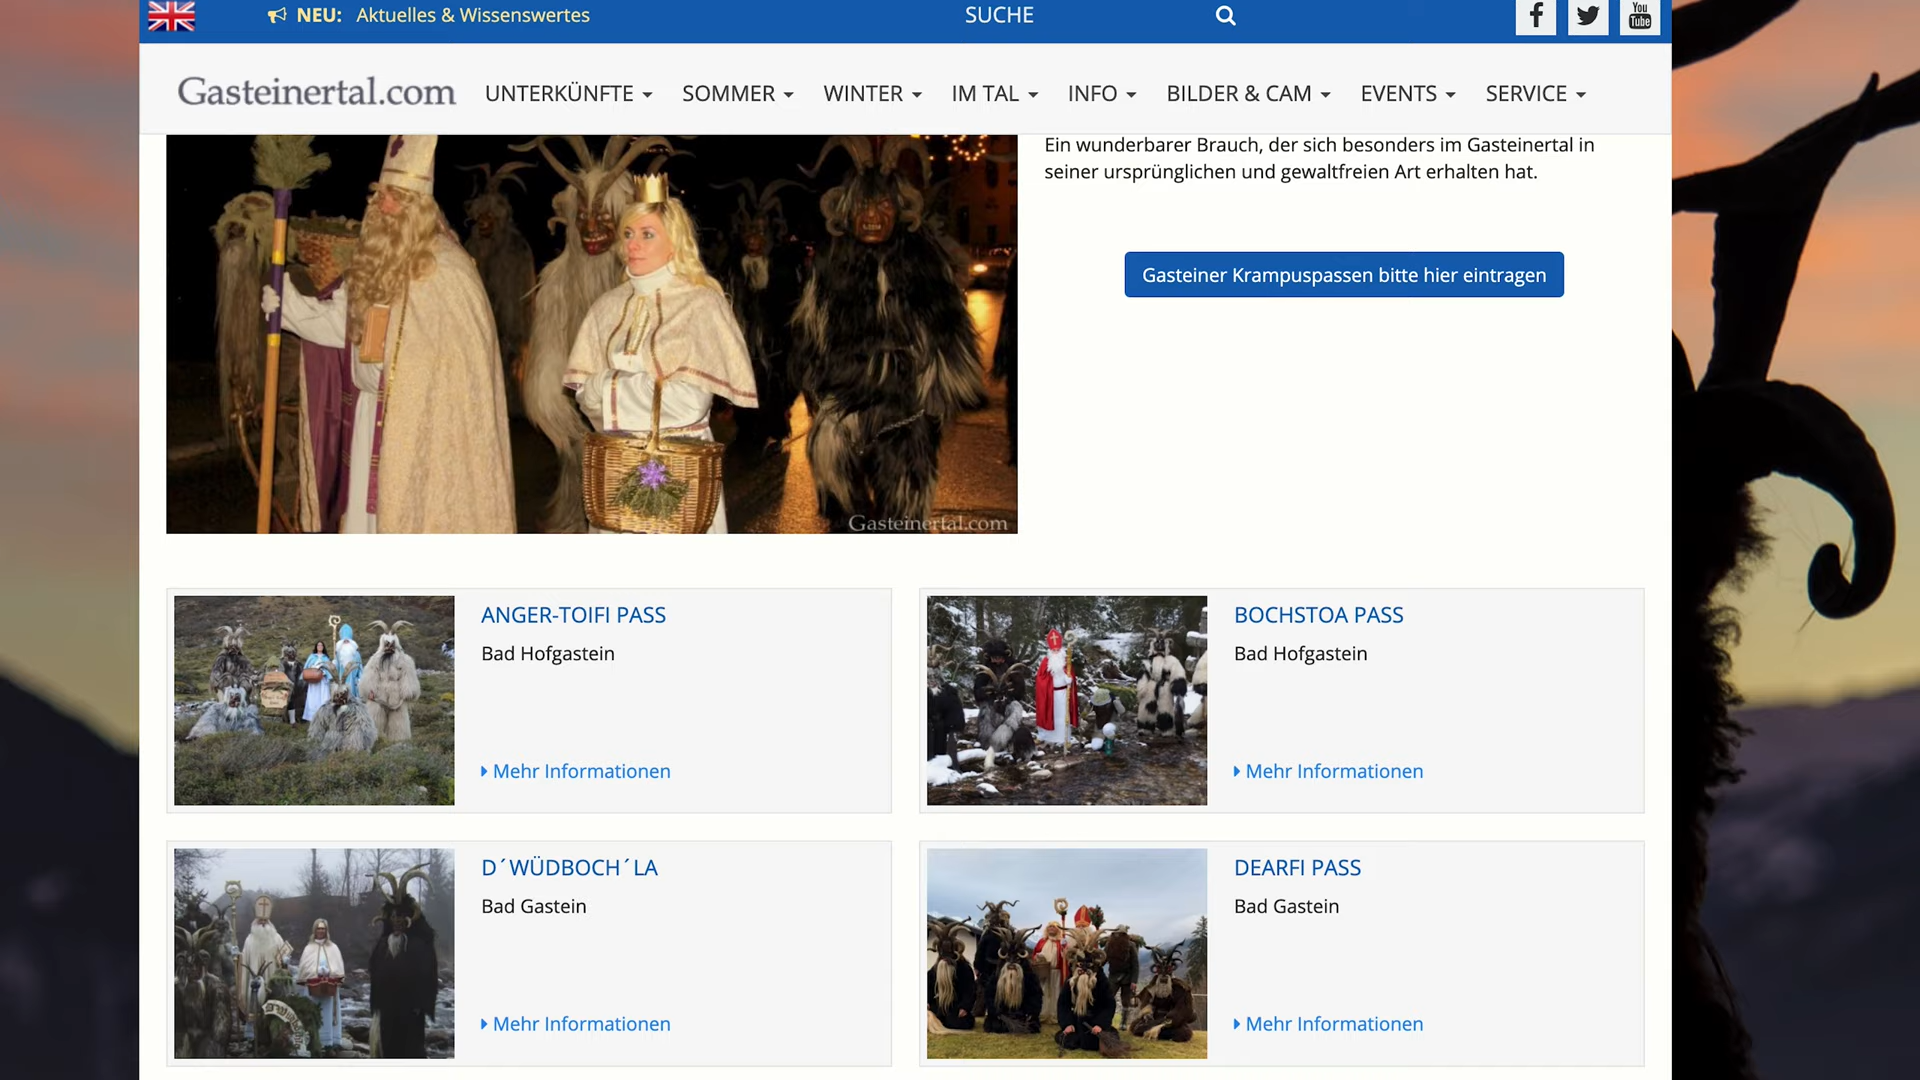 NEU: Aktuelles & Wissenswertes
SUCHE
You
Tube
Gasteinertal.com
UNTERKÜNFTE
SOMMER
WINTER
IM TAL
INFO
BILDER & CAM
EVENTS
SERVICE
Ein wunderbarer Brauch, der sich besonders im Gasteinertal in
seiner ursprünglichen und gewaltfreien Art erhalten hat.
Gasteiner Krampuspassen bitte hier eintragen
Gasteinertal.com
ANGER-TOIFI PASS
Bad Hofgastein
Mehr Informationen
BOCHSTOA PASS
Bad Hofgastein
Mehr Informationen
D´WÜDBOCH´LA
Bad Gastein
Mehr Informationen
DEARFI PASS
Bad Gastein
Mehr Informationen